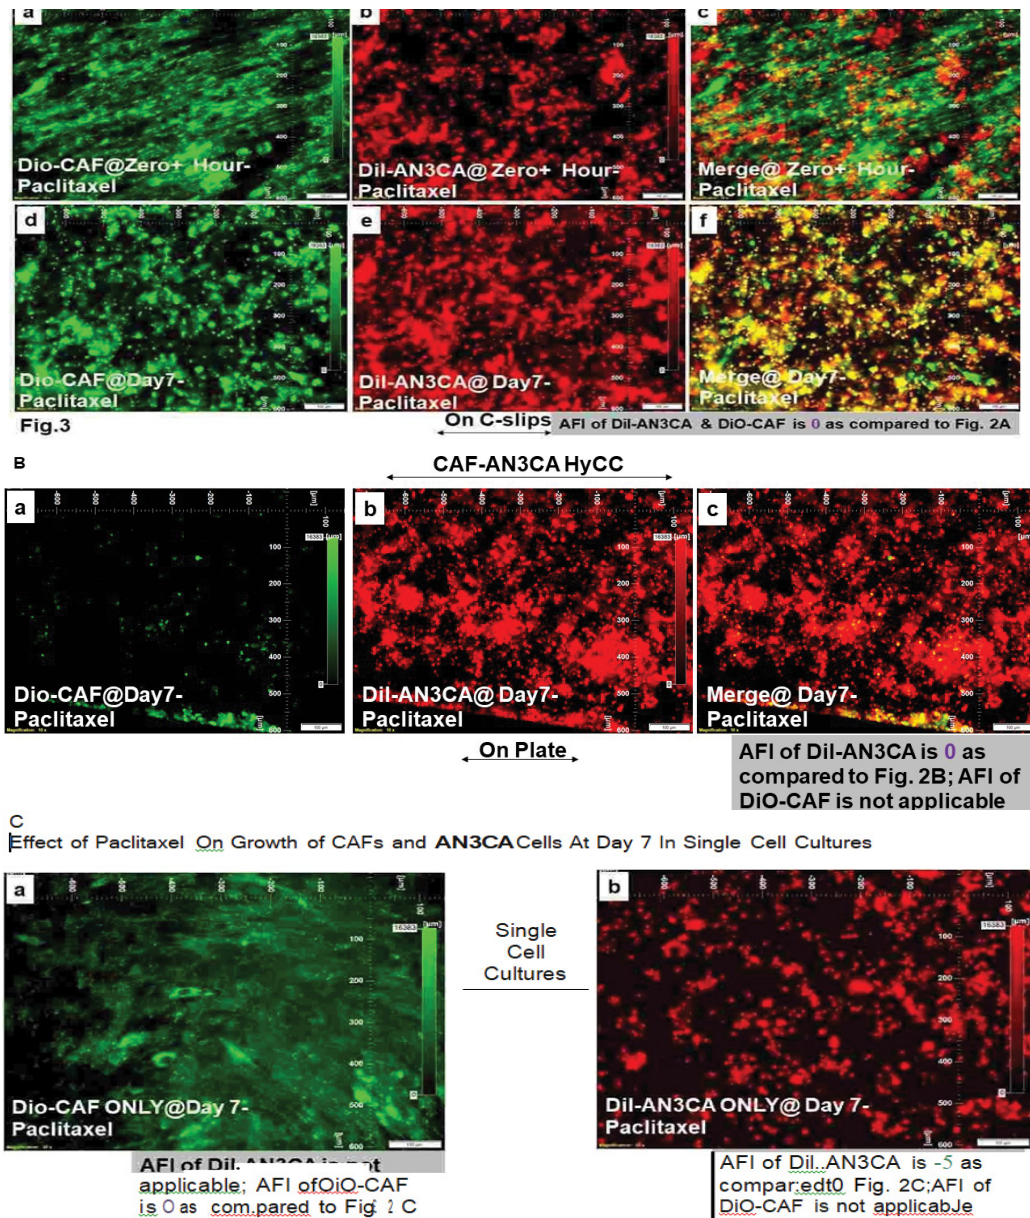 a
b
c
Dio-CAF@Zero+ Hour-
Paclitaxel
Dil-AN3CA@ Zero+ Hour-
Paclitaxel
Merge@ Zero+ Hour-
Paclitaxel
d
e
f
Dio-CAF@Day7-
Paclitaxel
Dil-AN3CA@ Day7-
Paclitaxel
Merge@ Day7-
Paclitaxel
Fig.3
On C-slips
AFI of Dil-AN3CA & DiO-CAF is 0 as compared to Fig. 2A
B
CAF-AN3CA HyCC
a
b
c
Dio-CAF@Day7-
Paclitaxel
Dil-AN3CA@ Day7-
Paclitaxel
Merge@ Day7-
Paclitaxel
On Plate
AFI of Dil-AN3CA is 0 as
compared to Fig. 2B; AFI of
DiO-CAF is not applicable
C
Effect of Paclitaxel On Growth of CAFs and AN3CA Cells At Day 7 In Single Cell Cultures
a
b
Single
Cell
Cultures
Dio-CAF ONLY@Day 7-
Paclitaxel
Dil-AN3CA ONLY@ Day 7-
Paclitaxel
AFI of Dil. AN3CA is not
applicable; AFI ofOiO-CAF
is 0 as com.pared to Fig: 2 C
AFI of Dil..AN3CA is -5 as
compar:edt0 Fig. 2C;AFI of
DiO-CAF is not applicabJe